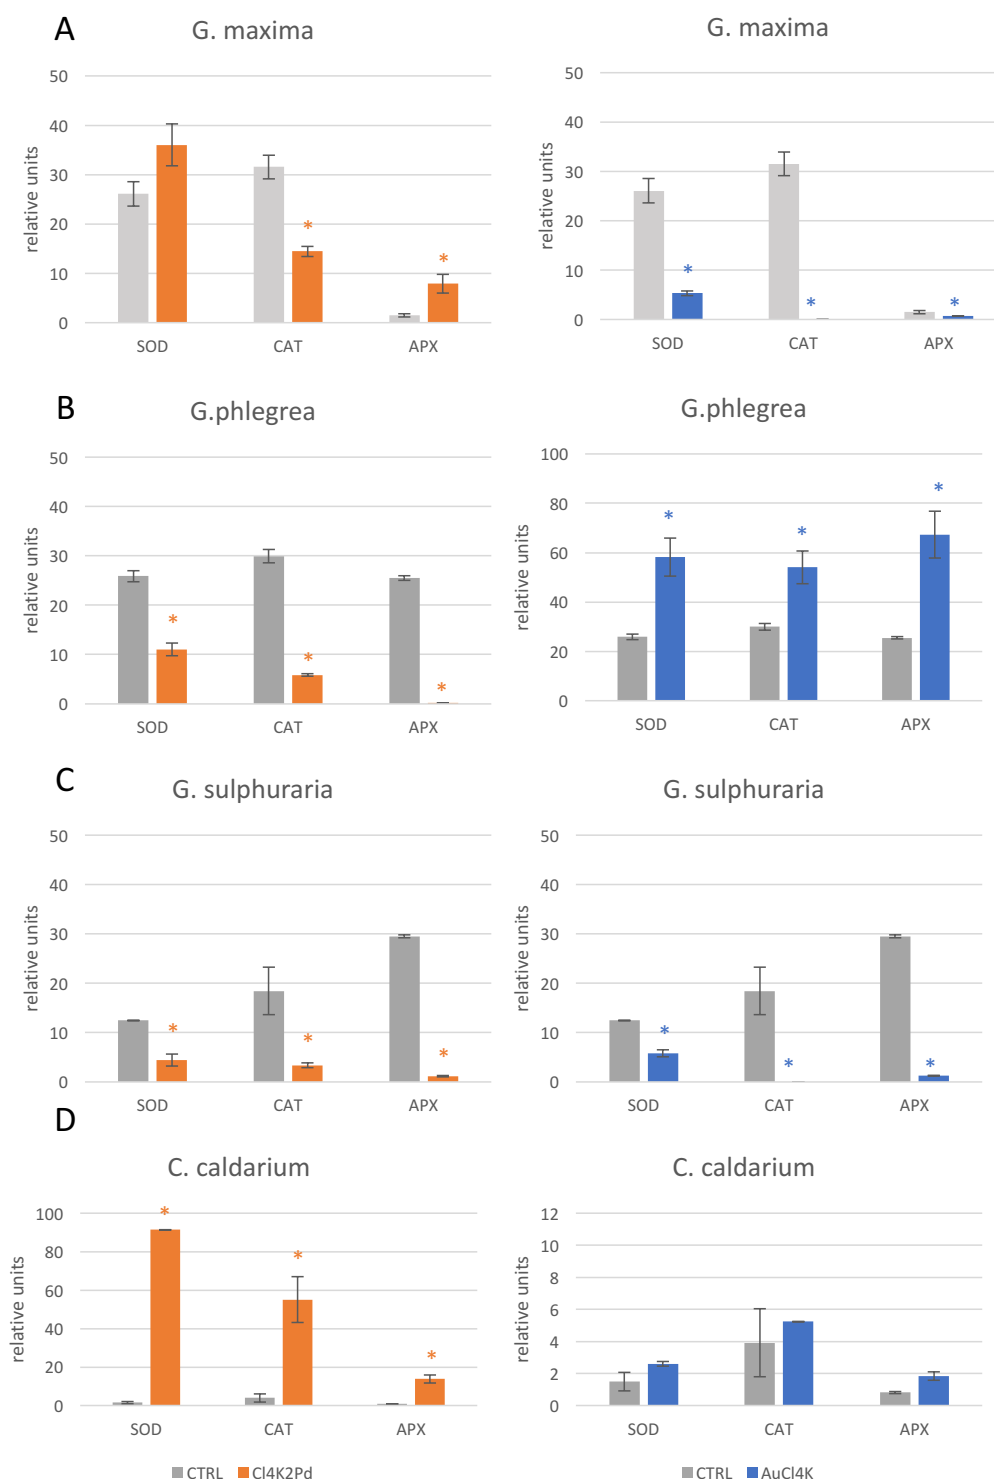 A
G. maxima
relative units
50
40
30
20
10
0
*
*
SOD CAT APX
G. maxima
relative units
50
40
30
20
10
0
*
*
*
SOD CAT APX
B
G.phlegrea
relative units
50
40
30
20
10
0
*
*
*
SOD CAT APX
G.phlegrea
relative units
100
80
60
40
20
0
*
*
*
SOD CAT APX
C
G. sulphuraria
relative units
50
40
30
20
10
0
*
*
*
SOD CAT APX
G. sulphuraria
relative units
50
40
30
20
10
0
*
*
*
SOD CAT APX
D
C. caldarium
relative units
100
80
60
40
20
0
*
*
*
SOD CAT APX
CTRL Cl4K2Pd
C. caldarium
relative units
12
10
8
6
4
2
0
SOD CAT APX
CTRL AuCl4K